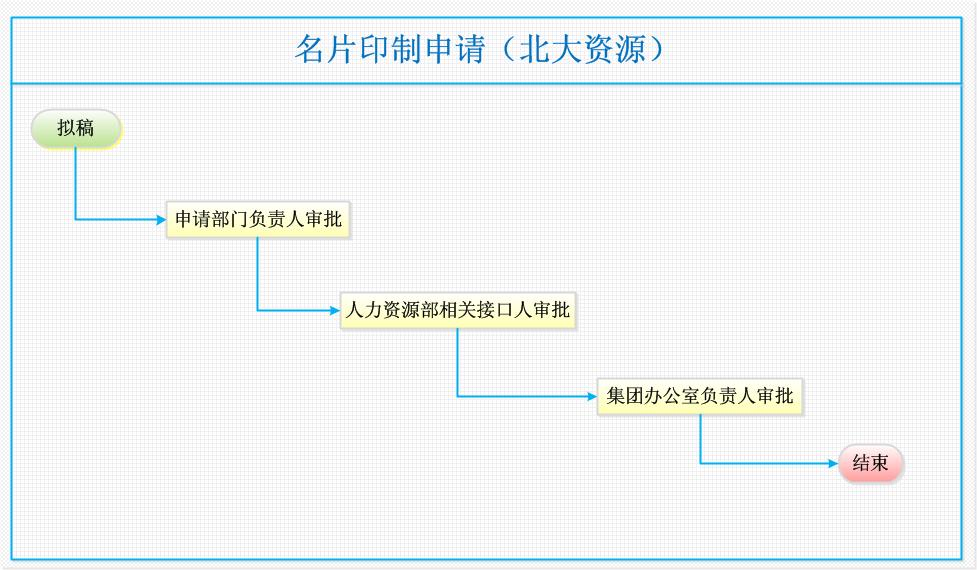 名片印制申请（北大资源）
拟稿
申请部门负责人审批
人力资源部相关接口人审批
集团办公室负责人审批
结束